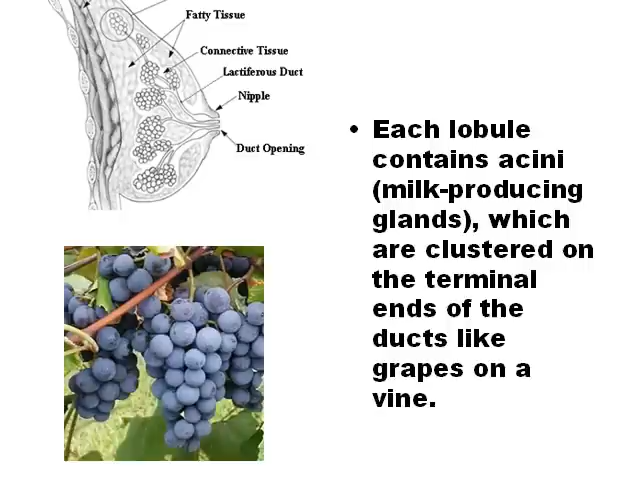 Fatty Tissue
Connective Tissue
Lactiferous Duct
Nipple
Duct Opening
• Each lobule
contains acini
(milk-producing
glands), which
are clustered on
the terminal
ends of the
ducts like
grapes on a
vine.